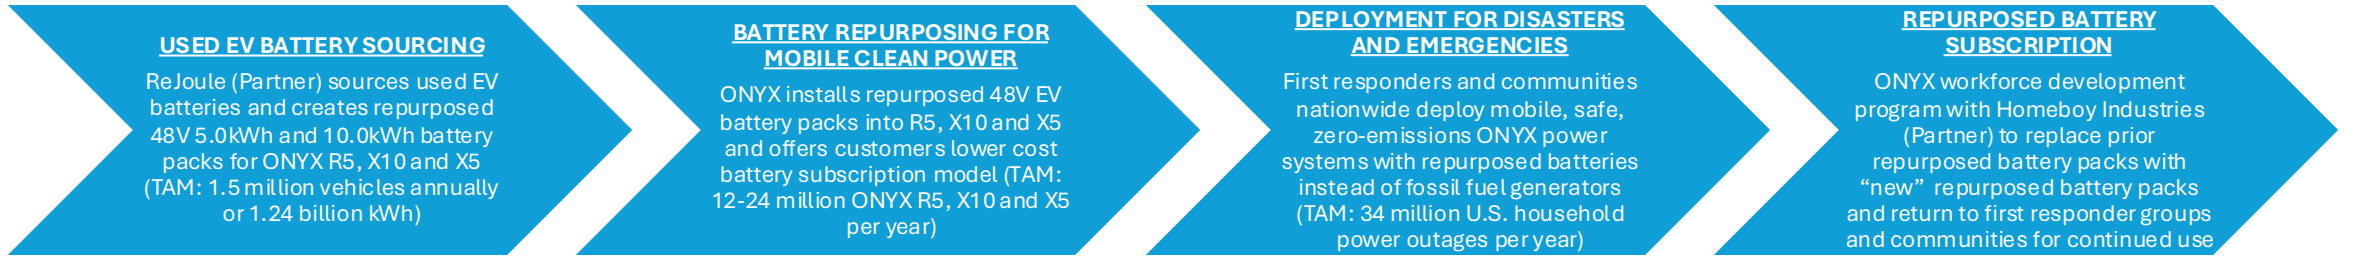 USED EV BATTERY SOURCING
ReJoule (Partner) sources used EV
batteries and creates repurposed
48V 5.0kWh and 10.0kWh battery
packs for ONYX R5, X10 and X5
(TAM: 1.5 million vehicles annually
or 1.24 billion kWh)
BATTERY REPURPOSING FOR
MOBILE CLEAN POWER
ONYX installs repurposed 48V EV
battery packs into R5, X10 and X5
and offers customers lower cost
battery subscription model (TAM:
12-24 million ONYX R5, X10 and X5
per year)
DEPLOYMENT FOR DISASTERS
AND EMERGENCIES
First responders and communities
nationwide deploy mobile, safe,
zero-emissions ONYX power
systems with repurposed batteries
instead of fossil fuel generators
(TAM: 34 million U.S. household
power outages per year)
REPURPOSED BATTERY
SUBSCRIPTION
ONYX workforce development
program with Homeboy Industries
(Partner) to replace prior
repurposed battery packs with
“new” repurposed battery packs
and return to first responder groups
and communities for continued use